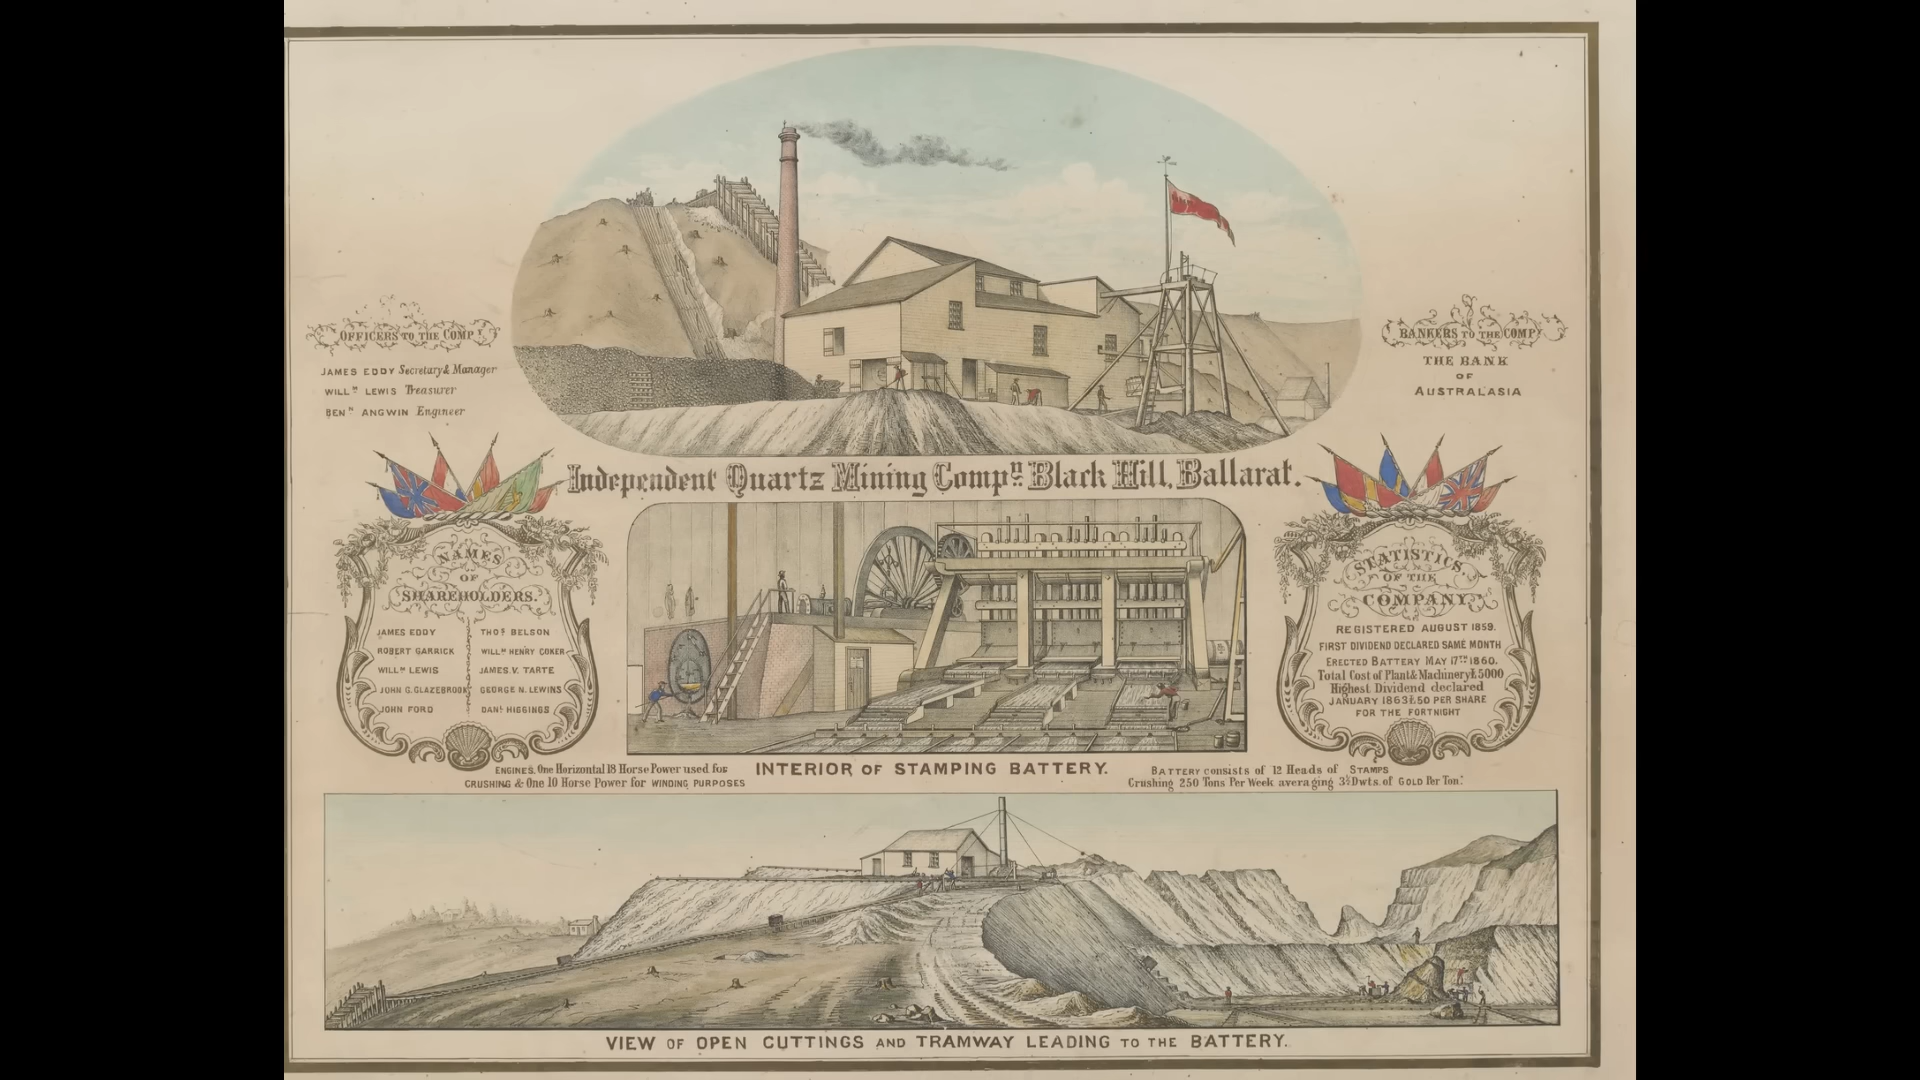 OFFICERS TO THE COMPY
JAMES EDDY Secretary & Manager
WILLM LEWIS Treasurer
BENN ANGWIN Engineer
BANKERS TO THE COMPY
THE BANK
OF
AUSTRALASIA
Independent Quartz Mining Compny Black Hill, Ballarat.
NAMES
OF
SHAREHOLDERS.
JAMES EDDY
ROBERT GARRICK
WILLM LEWIS
JOHN G. GLAZEBROOK
JOHN FORD
THOS BELSON
WILLM HENRY COKER
JAMES. V. TARTE
GEORGE N. LEWINS
DANL HIGGINGS
STATISTICS
OF THE
COMPANY
REGISTERED AUGUST 1859.
FIRST DIVIDEND DECLARED SAME MONTH
ERECTED BATTERY MAY 17TH 1860.
Total Cost of Plant & Machinery £5000
Highest Dividend declared
JANUARY 1863 £.50 PER SHARE
FOR THE FORTNIGHT
ENGINES. One Horizontal 18 Horse Power used for
CRUSHING & One 10 Horse Power for WINDING PURPOSES
INTERIOR OF STAMPING BATTERY.
BATTERY consists of 12 Heads of STAMPS
Crushing 250 Tons Per Week averaging Dwts. of GOLD Per Ton.
VIEW OF OPEN CUTTINGS AND TRAMWAY LEADING TO THE BATTERY.